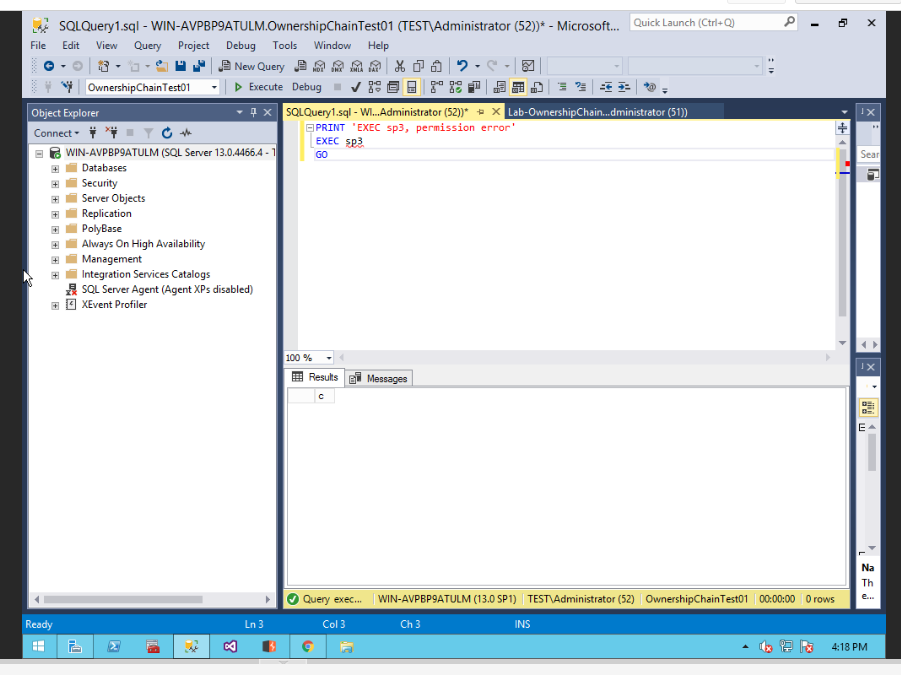 SQLQuery1.sql - WIN-AVPBP9ATULM.OwnershipChainTest01 (TEST\Administrator (52))* - Microsoft...
Quick Launch (Ctrl+Q)
File Edit View Query Project Debug Tools Window Help
New Query
OwnershipChainTest01
Execute Debug
Object Explorer
SQLQuery1.sql - WI...Administrator (52))*
Lab-OwnershipChain...dministrator (51))
Connect
PRINT 'EXEC sp3, permission error'
EXEC sp3
GO
Sear
WIN-AVPBP9ATULM (SQL Server 13.0.4466.4 - T
Databases
Security
Server Objects
Replication
PolyBase
Always On High Availability
Management
Integration Services Catalogs
SQL Server Agent (Agent XPs disabled)
XEvent Profiler
100 %
Results
Messages
c
Na
Th
e...
Query exec...
WIN-AVPBP9ATULM (13.0 SP1)
TEST\Administrator (52)
OwnershipChainTest01
00:00:00
0 rows
Ready
Ln 3
Col 3
Ch 3
INS
4:18 PM